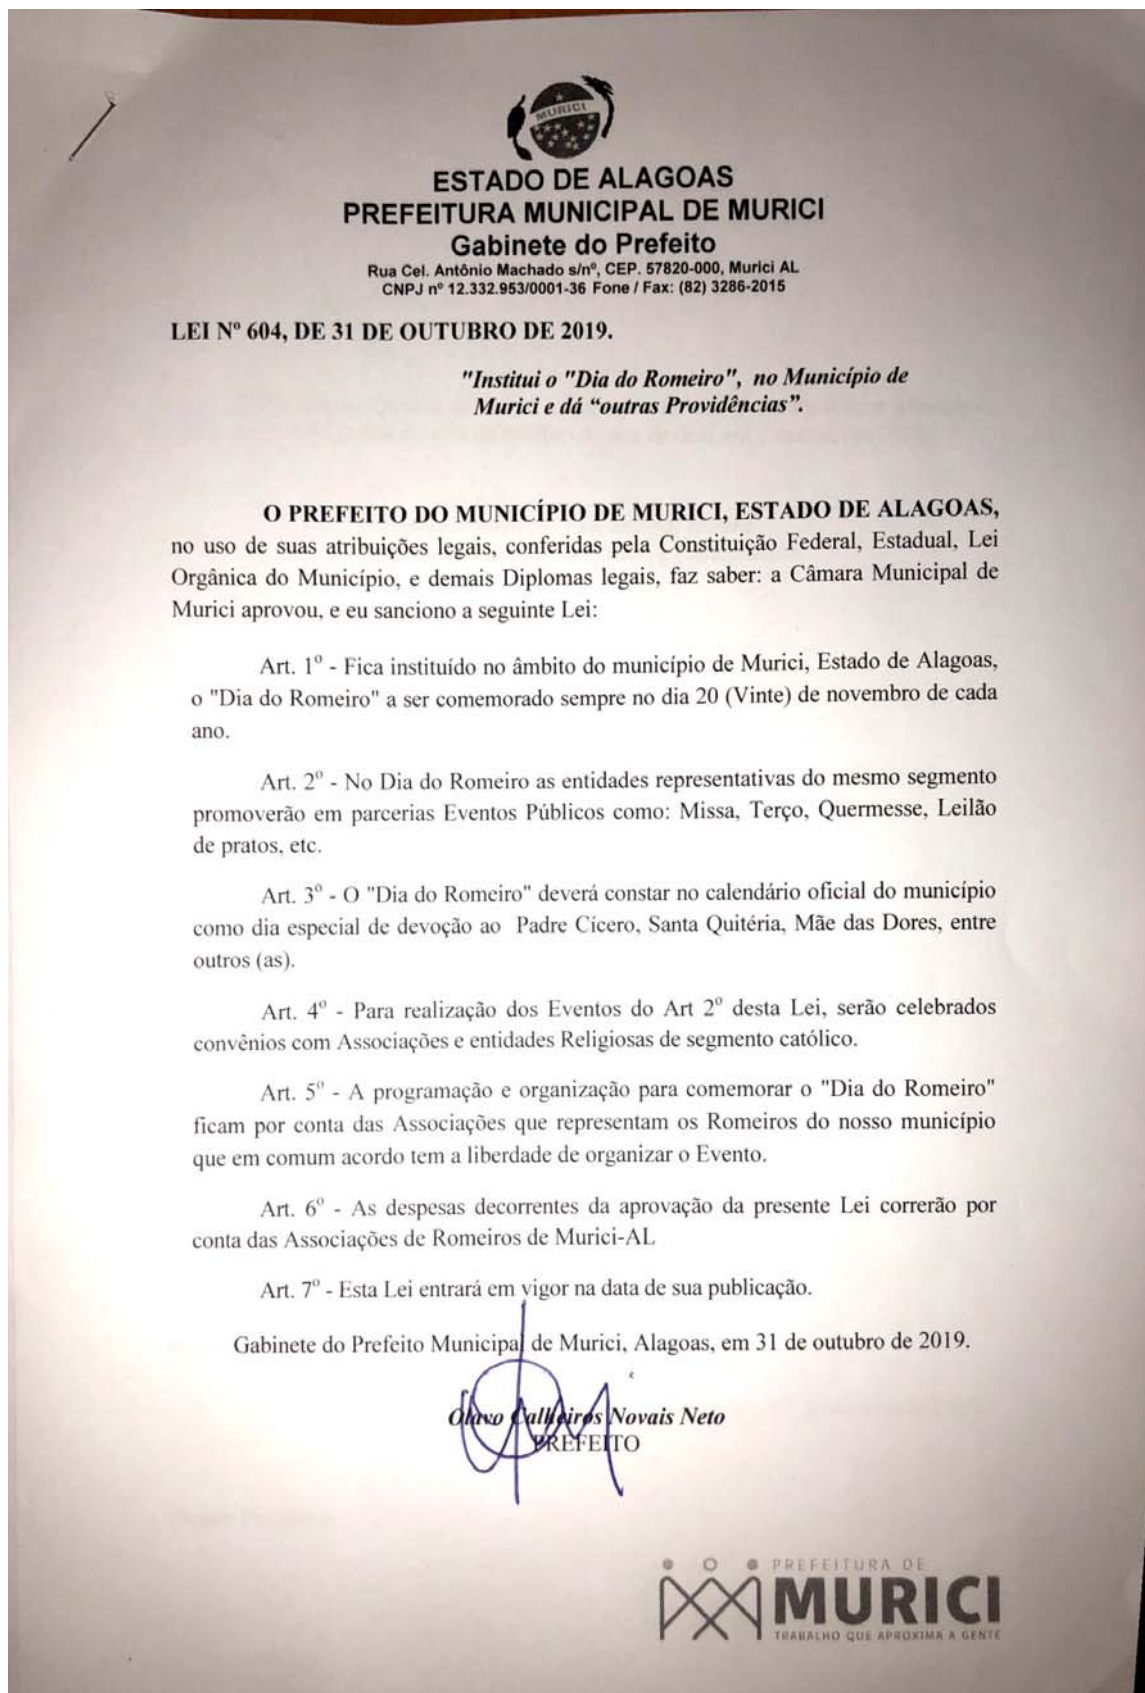 MURICI
ESTADO DE ALAGOAS
PREFEITURA MUNICIPAL DE MURICI
Gabinete do Prefeito
Rua Cel. Antônio Machado s/nº, CEP. 57820-000, Murici AL
CNPJ nº 12.332.953/0001-36 Fone / Fax: (82) 3286-2015
LEI Nº 604, DE 31 DE OUTUBRO DE 2019.
"Institui o "Dia do Romeiro", no Município de
Murici e dá “outras Providências”.
O PREFEITO DO MUNICÍPIO DE MURICI, ESTADO DE ALAGOAS,
no uso de suas atribuições legais, conferidas pela Constituição Federal, Estadual, Lei
Orgânica do Município, e demais Diplomas legais, faz saber: a Câmara Municipal de
Murici aprovou, e eu sanciono a seguinte Lei:
Art. 1º - Fica instituído no âmbito do município de Murici, Estado de Alagoas,
o "Dia do Romeiro" a ser comemorado sempre no dia 20 (Vinte) de novembro de cada
ano.
Art. 2º - No Dia do Romeiro as entidades representativas do mesmo segmento
promoverão em parcerias Eventos Públicos como: Missa, Terço, Quermesse, Leilão
de pratos, etc.
Art. 3º - O "Dia do Romeiro" deverá constar no calendário oficial do município
como dia especial de devoção ao Padre Cícero, Santa Quitéria, Mãe das Dores, entre
outros (as).
Art. 4º - Para realização dos Eventos do Art 2º desta Lei, serão celebrados
convênios com Associações e entidades Religiosas de segmento católico.
Art. 5º - A programação e organização para comemorar o "Dia do Romeiro"
ficam por conta das Associações que representam os Romeiros do nosso município
que em comum acordo tem a liberdade de organizar o Evento.
Art. 6º - As despesas decorrentes da aprovação da presente Lei correrão por
conta das Associações de Romeiros de Murici-AL
Art. 7º - Esta Lei entrará em vigor na data de sua publicação.
Gabinete do Prefeito Municipal de Murici, Alagoas, em 31 de outubro de 2019.
Olavo Calheiros Novais Neto
PREFEITO
PREFEITURA DE
MURICI
TRABALHO QUE APROXIMA A GENTE